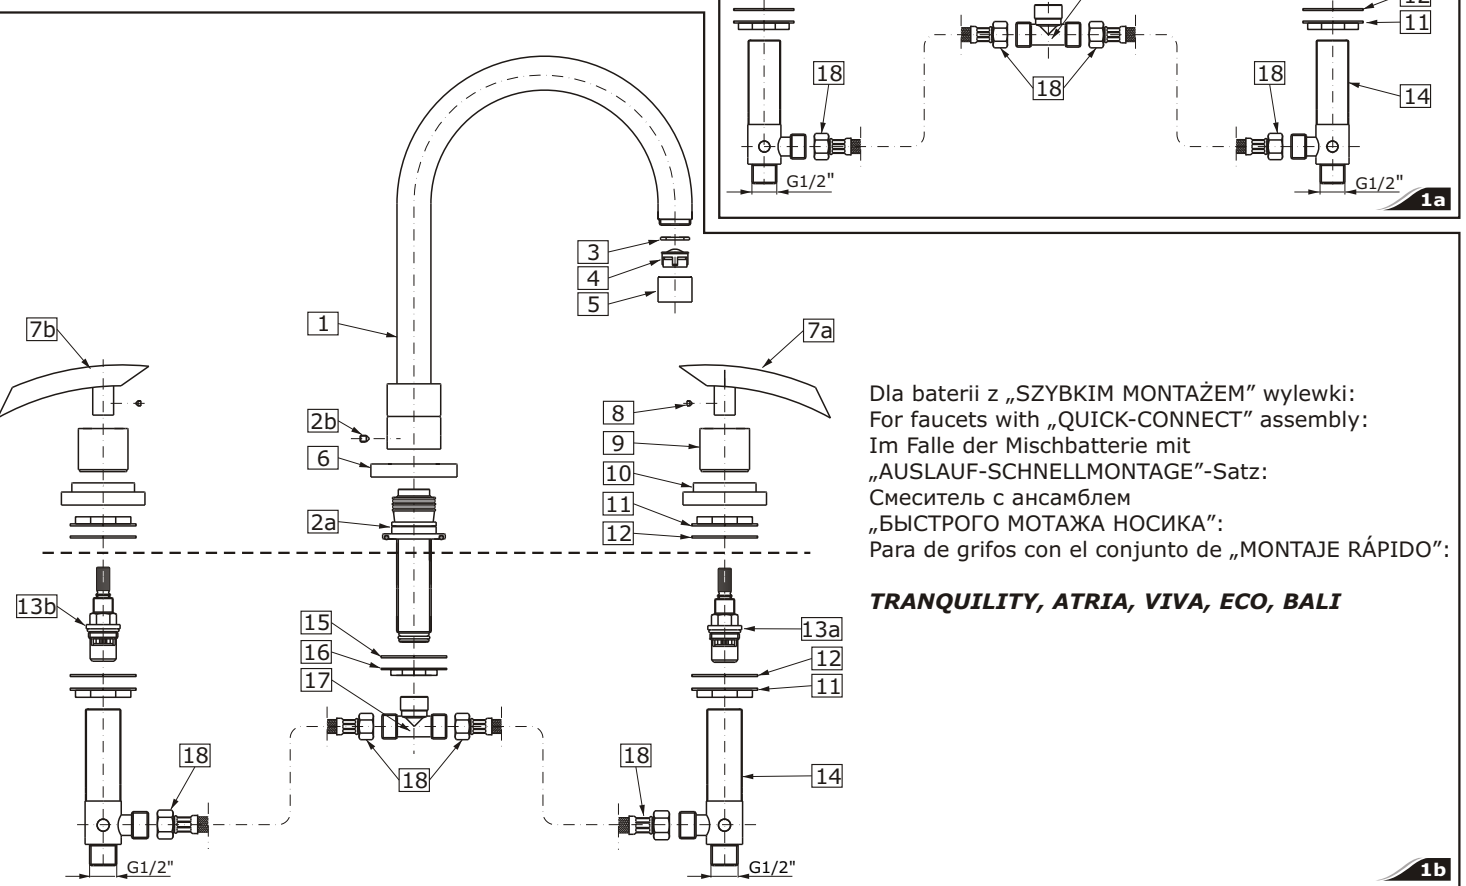 12
11
18
18
18
14
G1/2"
G1/2"
1a
3
4
5
1
7b
7a
2b
8
6
9
10
11
2a
12
Dla baterii z „SZYBKIM MONTAŻEM” wylewki:
For faucets with „QUICK-CONNECT” assembly:
Im Falle der Mischbatterie mit
„AUSLAUF-SCHNELLMONTAGE”-Satz:
Смеситель с ансамблем
„БЫСТРОГО МОТАЖА НОСИКА”:
Para de grifos con el conjunto de „MONTAJE RÁPIDO”:
TRANQUILITY, ATRIA, VIVA, ECO, BALI
13b
15
13a
16
12
17
11
18
18
18
14
G1/2"
G1/2"
1b